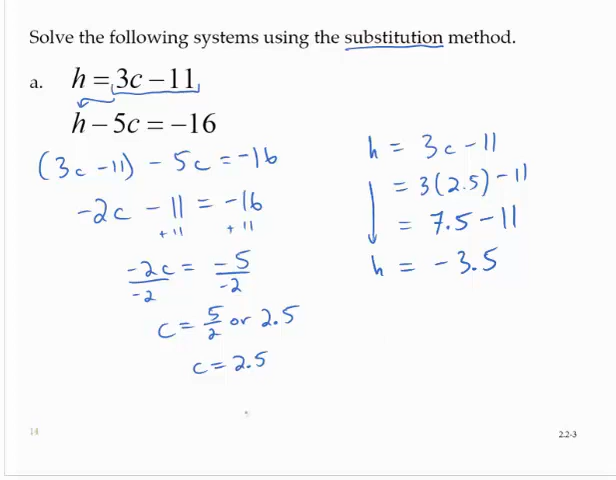 Solve the following systems using the substitution method.
a. h = 3c − 11
h − 5c = −16
(3c − 11) − 5c = −16
−2c − 11 = −16
+11 +11
−2c = −5
−2 −2
c = 5/2 or 2.5
c = 2.5
h = 3c − 11
= 3(2.5) − 11
= 7.5 − 11
h = −3.5
14
2.2-3